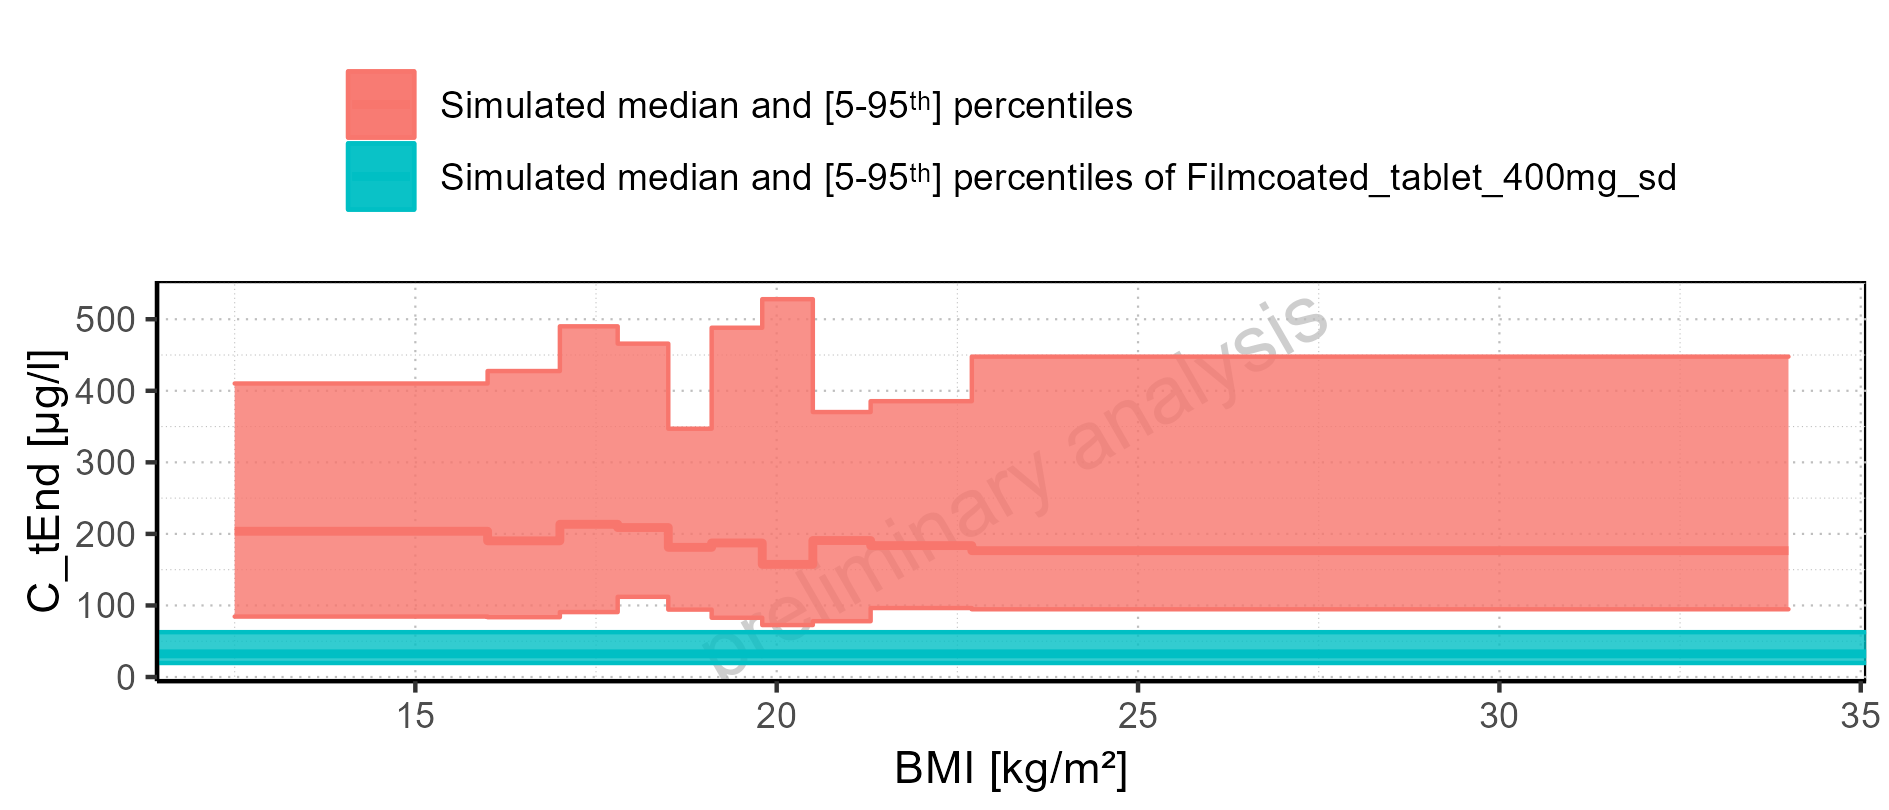 Simulated median and [5-95ᵗʰ] percentiles
Simulated median and [5-95ᵗʰ] percentiles of Filmcoated_tablet_400mg_sd
C_tEnd [µg/l]
500
400
300
200
100
0
preliminary analysis
15 20 25 30 35
BMI [kg/m²]